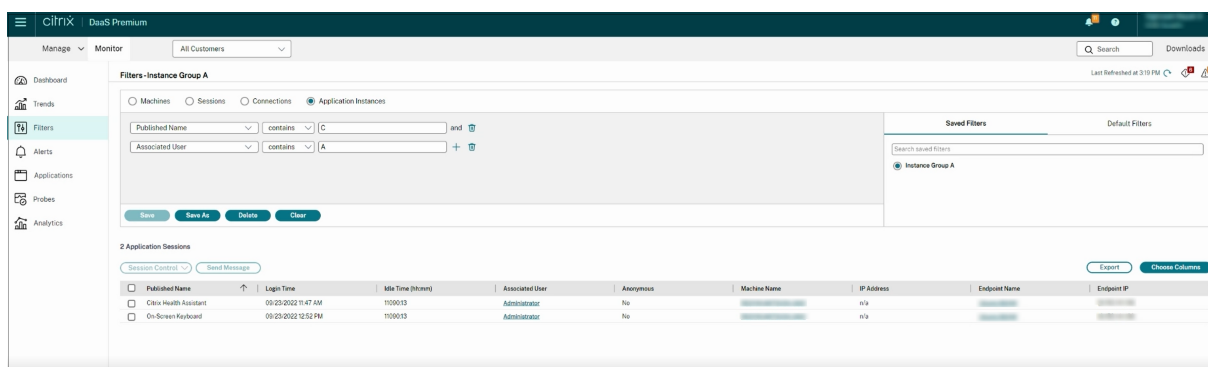 citrix | DaaS Premium
Manage Monitor All Customers Search Downloads
Dashboard
Trends
Filters
Alerts
Applications
Probes
Analytics
Filters - Instance Group A
Last Refreshed at 3:19 PM
Machines Sessions Connections Application Instances
Published Name contains C and
Associated User contains A
Save Save As Delete Clear
Saved Filters Default Filters
Search saved filters
Instance Group A
2 Application Sessions
Session Control Send Message Export Choose Columns
Published Name Login Time Idle Time (hh:mm) Associated User Anonymous Machine Name IP Address Endpoint Name Endpoint IP
Citrix Health Assistant 09/23/2022 11:47 AM 11090:13 Administrator No n/a
On-Screen Keyboard 09/23/2022 12:52 PM 11090:13 Administrator No n/a